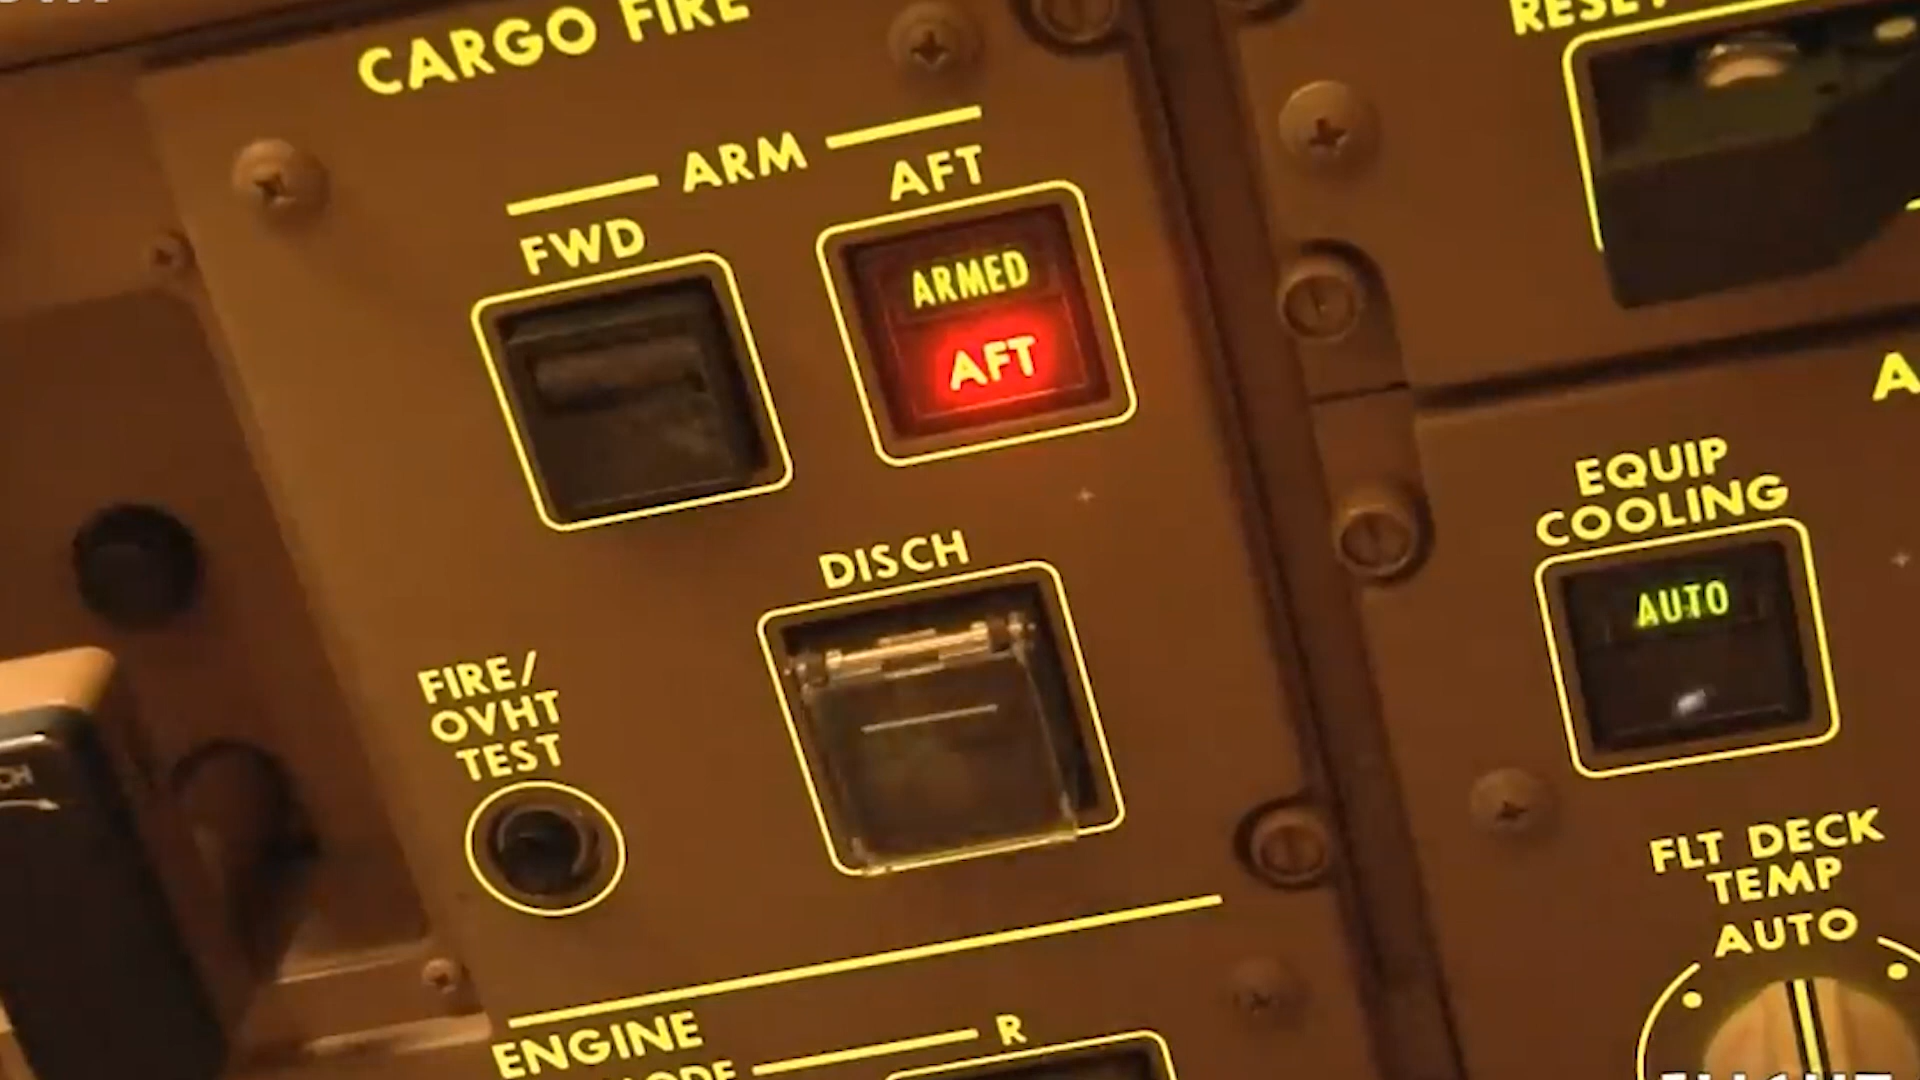 CARGO FIRE
ARM
FWD
AFT
ARMED
AFT
DISCH
FIRE/
OVHT
TEST
ENGINE
R
RESET
EQUIP
COOLING
AUTO
FLT DECK
TEMP
AUTO